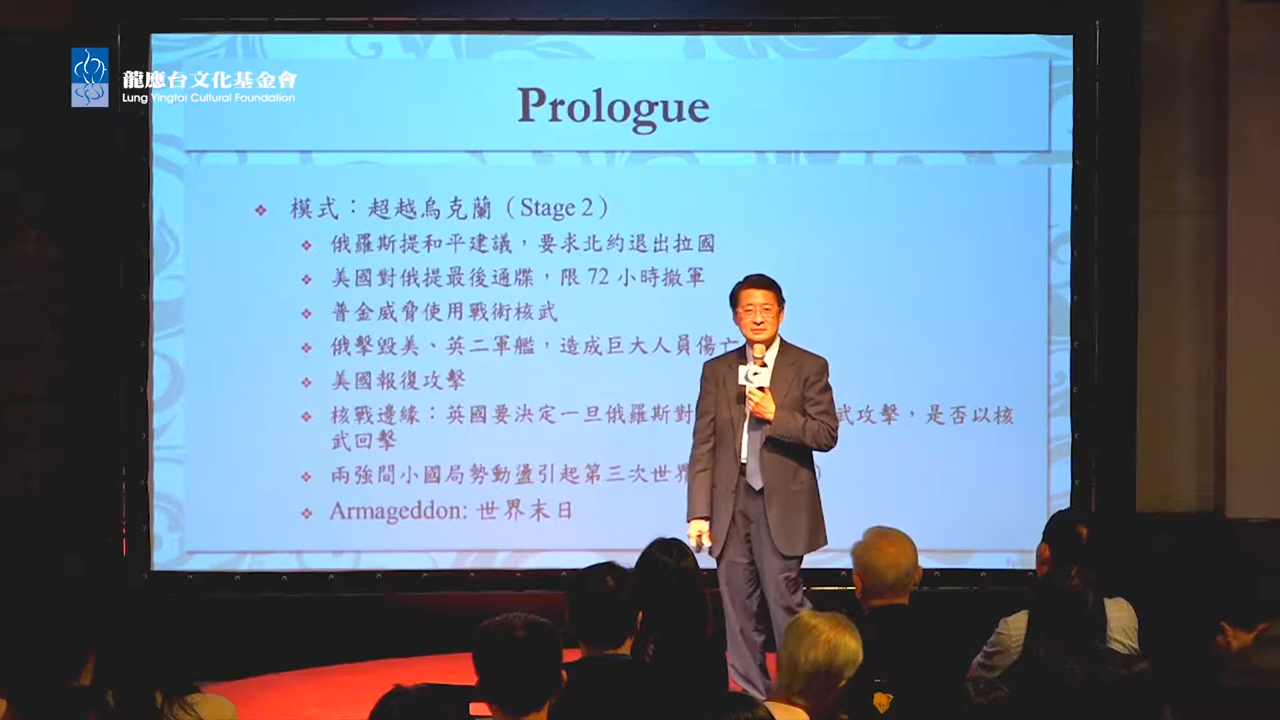 龍應台文化基金會
Lung Yingtai Cultural Foundation
Prologue
模式：超越烏克蘭（Stage 2）
俄羅斯提和平建議，要求北約退出拉國
美國對俄提最後通牒，限 72 小時撤軍
普金威脅使用戰術核武
俄擊毀美、英二軍艦，造成巨大人員傷亡
美國報復攻擊
核戰邊緣：英國要決定一旦俄羅斯對 武攻擊，是否以核
武回擊
兩強間小國局勢動盪引起第三次世界
Armageddon: 世界末日